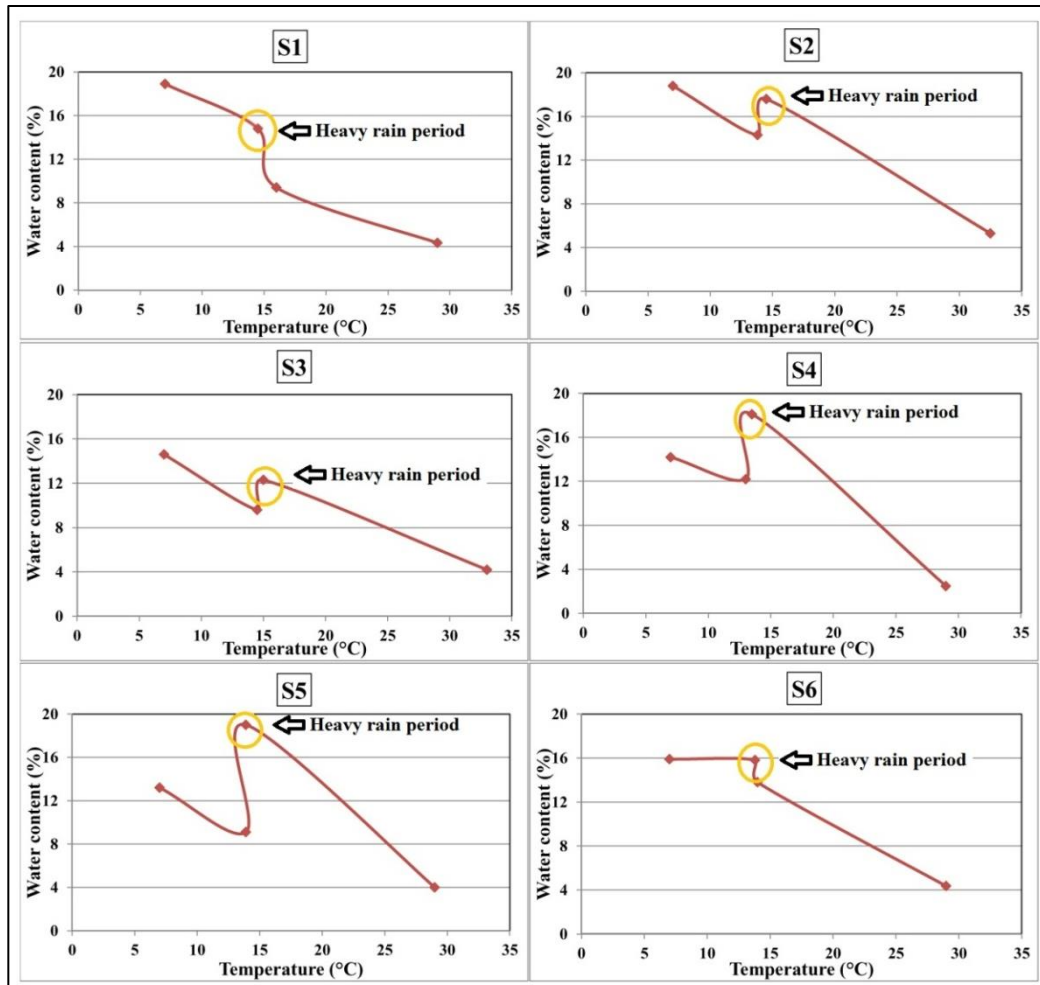 S1
Water content (%)
20
16
12
8
4
0
Heavy rain period
0 5 10 15 20 25 30 35
Temperature (°C)
S2
Water content (%)
20
16
12
8
4
0
Heavy rain period
0 5 10 15 20 25 30 35
Temperature(°C)
S3
Water content (%)
20
16
12
8
4
0
Heavy rain period
0 5 10 15 20 25 30 35
Temperature (°C)
S4
Water content (%)
20
16
12
8
4
0
Heavy rain period
0 5 10 15 20 25 30 35
Temperature (°C)
S5
Water content (%)
20
16
12
8
4
0
Heavy rain period
0 5 10 15 20 25 30 35
Temperature (°C)
S6
Water content (%)
20
16
12
8
4
0
Heavy rain period
0 5 10 15 20 25 30 35
Temperature (°C)